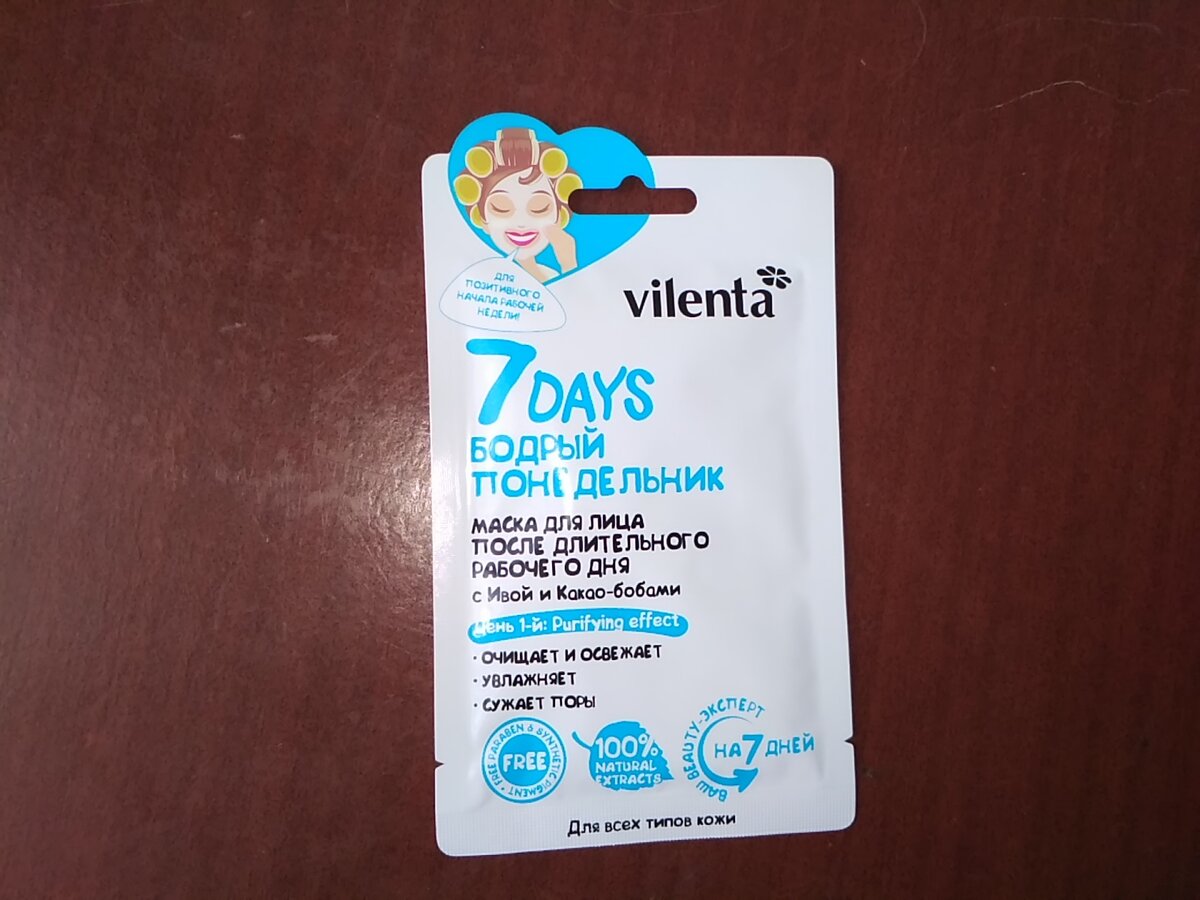 ДЛЯ
ПОЗИТИВНОГО
НАЧАЛА РАБОЧЕЙ
НЕДЕЛИ!
vilenta
7 DAYS
БОДРЫЙ
ПОНЕДЕЛЬНИК
МАСКА ДЛЯ ЛИЦА
ПОСЛЕ ДЛИТЕЛЬНОГО
РАБОЧЕГО ДНЯ
с Ивой и Какао-бобами
День 1-й: Purifying effect
· ОЧИЩАЕТ И ОСВЕЖАЕТ
· УВЛАЖНЯЕТ
· СУЖАЕТ ПОРЫ
FREE PARABEN & SYNTHETIC PIGMENT
FREE
100%
NATURAL
EXTRACTS
ВАШ BEAUTY-ЭКСПЕРТ
НА 7 ДНЕЙ
Для всех типов кожи